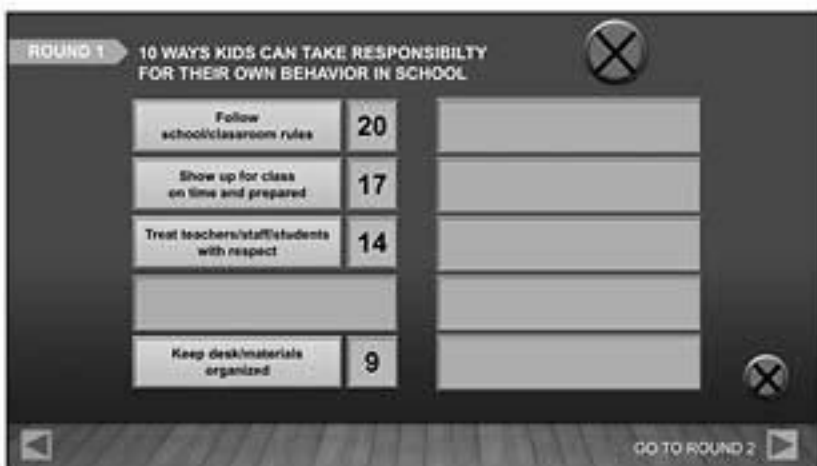 ROUND 1
10 WAYS KIDS CAN TAKE RESPONSIBILTY
FOR THEIR OWN BEHAVIOR IN SCHOOL
Follow
school/classroom rules
20
Show up for class
on time and prepared
17
Treat teachers/staff/students
with respect
14
Keep desk/materials
organized
9
GO TO ROUND 2